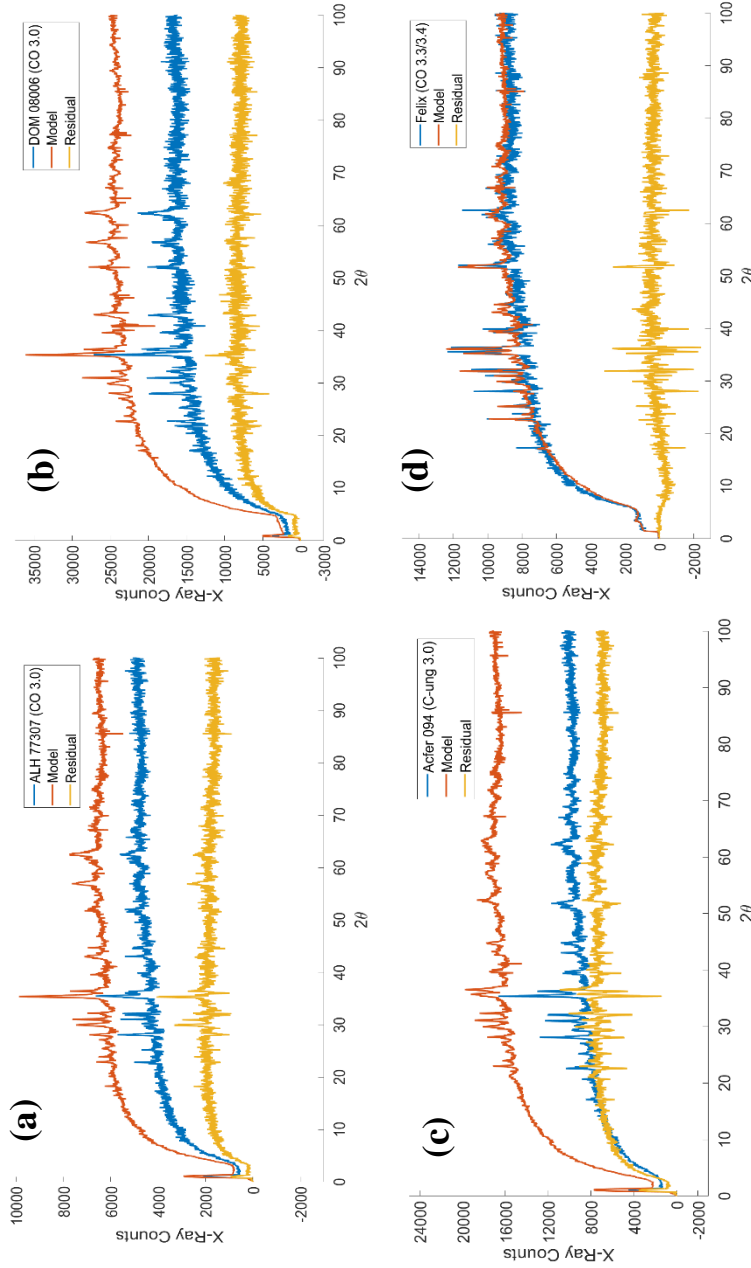 (a)
ALH 77307 (CO 3.0)
Model
Residual
10000
8000
6000
4000
2000
0
-2000
X-Ray Counts
0 10 20 30 40 50 60 70 80 90 100
2θ
(b)
DOM 08006 (CO 3.0)
Model
Residual
35000
30000
25000
20000
15000
10000
5000
0
-3000
X-Ray Counts
0 10 20 30 40 50 60 70 80 90 100
2θ
(c)
Acfer 094 (C-ung 3.0)
Model
Residual
24000
20000
16000
12000
8000
4000
0
-2000
X-Ray Counts
0 10 20 30 40 50 60 70 80 90 100
2θ
(d)
Felix (CO 3.3/3.4)
Model
Residual
14000
12000
10000
8000
6000
4000
2000
0
-2000
X-Ray Counts
0 10 20 30 40 50 60 70 80 90 100
2θ